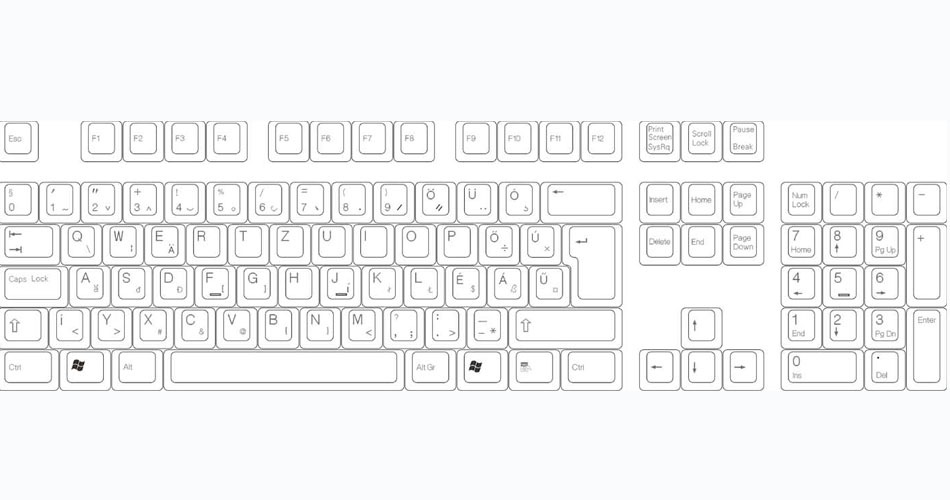 Esc F1 F2 F3 F4 F5 F6 F7 F8 F9 F10 F11 F12 Print Screen SysRq Scroll Lock Pause Break
§ 0 ' 1 ~ " 2 ˇ + 3 ^ ! 4 ˘ % 5 ° / 6 ˛ = 7 ` ( 8 ˙ ) 9 ´ Ö ˝ Ü ¨ Ó ¸ ← Insert Home Page Up Num Lock / * −
Q \ W E Ä R T Z U I O P Ő ÷ Ú × Delete End Page Down 7 Home 8 ↑ 9 Pg Up +
Caps Lock A S đ D Đ F [ G ] H J í K ł L Ł É $ Á ß Ű ¤ 4 ← 5 6 →
⇧ í < Y > X # C & V @ B { N } M < ? , ; : . > _ - * ⇧ ↑ 1 End 2 ↓ 3 Pg Dn Enter
Ctrl Alt Alt Gr Ctrl ← ↓ → 0 Ins . Del